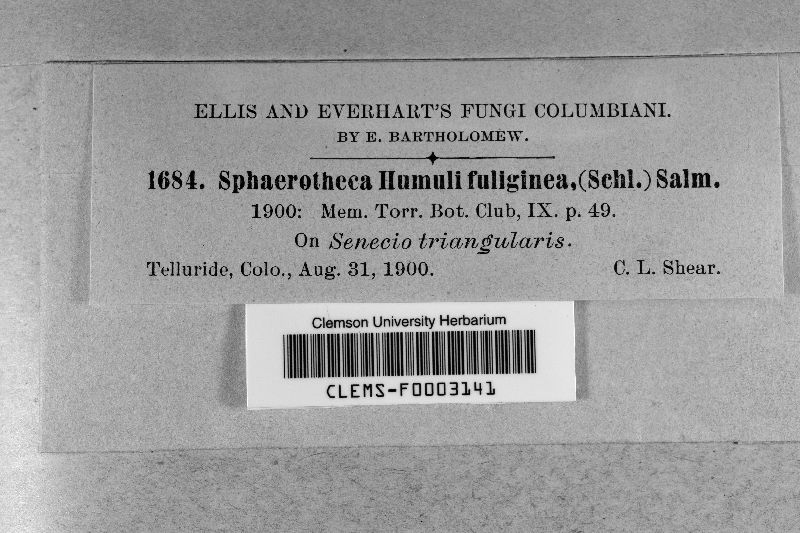 ELLIS AND EVERHART'S FUNGI COLUMBIANI.
BY E. BARTHOLOMEW.
1684. Sphaerotheca Humuli fuliginea, (Schl.) Salm.
1900: Mem. Torr. Bot. Club, IX. p. 49.
On Senecio triangularis.
Telluride, Colo., Aug. 31, 1900. C. L. Shear.
Clemson University Herbarium
CLEMS-F0003141